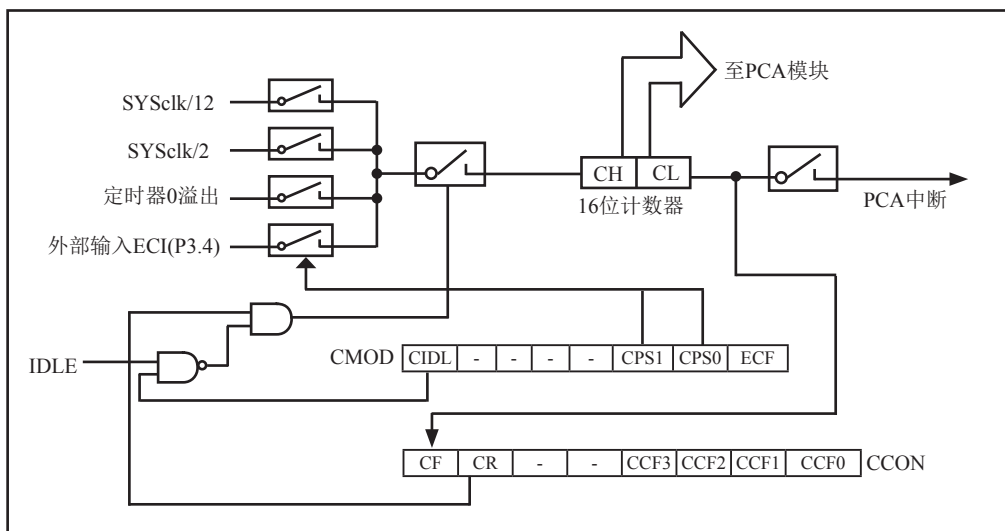 至PCA模块
SYSclk/12
SYSclk/2
CH CL
定时器0溢出
16位计数器
PCA中断
外部输入ECI(P3.4)
IDLE
CMOD CIDL - - - - CPS1 CPS0 ECF
CF CR - - CCF3 CCF2 CCF1 CCF0 CCON